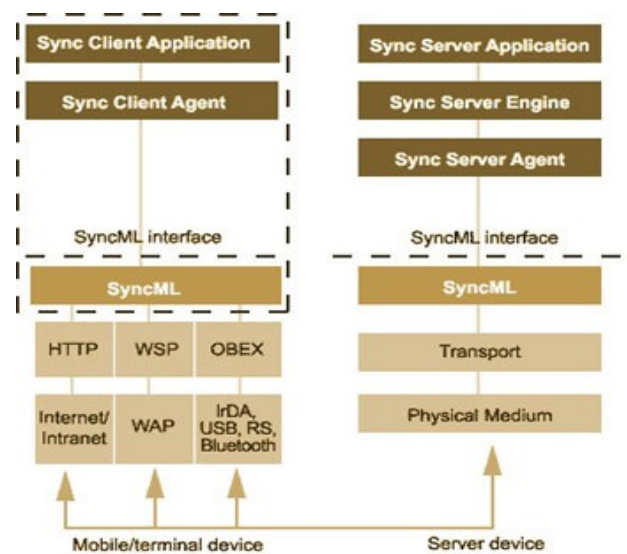 Sync Client Application
Sync Client Agent
SyncML interface
SyncML
HTTP
WSP
OBEX
Internet/
Intranet
WAP
IrDA,
USB, RS,
Bluetooth
Mobile/terminal device
Sync Server Application
Sync Server Engine
Sync Server Agent
SyncML interface
SyncML
Transport
Physical Medium
Server device